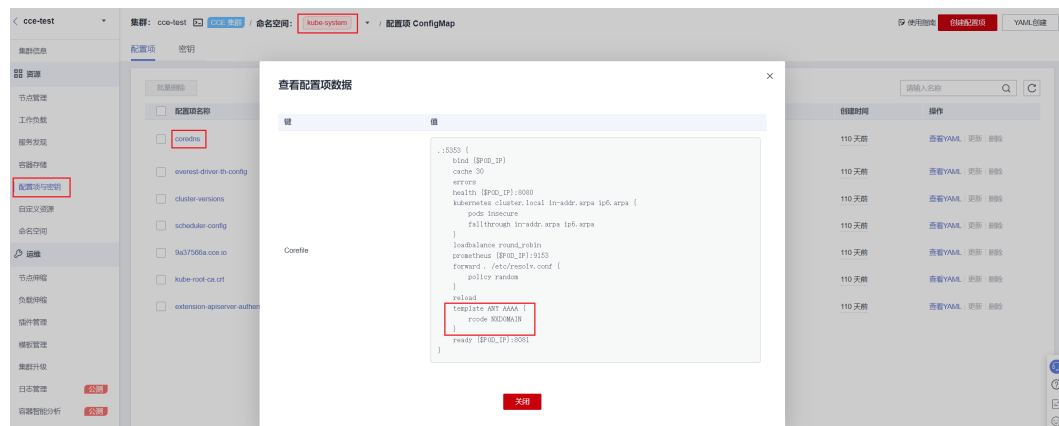 < cce-test
集群: cce-test CCE 集群 / 命名空间: kube-system / 配置项 ConfigMap
使用指南
创建配置项
YAML创建
集群信息
资源
节点管理
工作负载
服务发现
容器存储
配置项与密钥
自定义资源
命名空间
运维
节点伸缩
负载伸缩
插件管理
模板管理
集群升级
日志管理 公测
容器智能分析 公测
配置项 密钥
批量删除
请输入名称
配置项名称 创建时间 操作
coredns 110 天前 查看YAML 更新 删除
everest-driver-th-config 110 天前 查看YAML 更新 删除
cluster-versions 110 天前 查看YAML 更新 删除
scheduler-config 110 天前 查看YAML 更新 删除
9a37566a.cce.io 110 天前 查看YAML 更新 删除
kube-root-ca.crt 110 天前 查看YAML 更新 删除
extension-apiserver-authen 110 天前 查看YAML 更新 删除
查看配置项数据
×
键 值
Corefile
.:5353 {
bind {$POD_IP}
cache 30
errors
health {$POD_IP}:8080
kubernetes cluster.local in-addr.arpa ip6.arpa {
pods insecure
fallthrough in-addr.arpa ip6.arpa
}
loadbalance round_robin
prometheus {$POD_IP}:9153
forward . /etc/resolv.conf {
policy random
}
reload
template ANY AAAA {
rcode NXDOMAIN
}
ready {$POD_IP}:8081
}
关闭